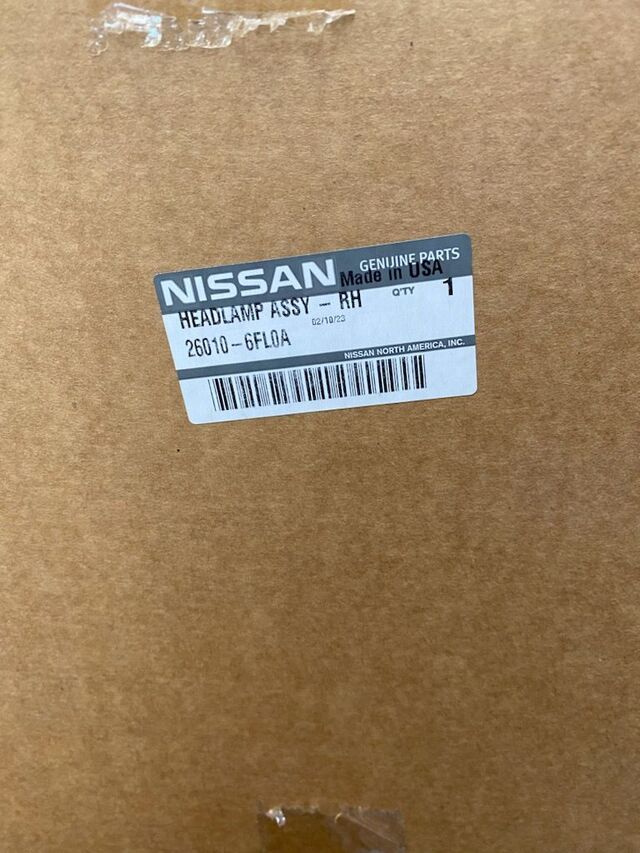 NISSAN GENUINE PARTS
Made in USA
HEADLAMP ASSY - RH Q'TY 1
02/10/23
26010-6FL0A
NISSAN NORTH AMERICA, INC.